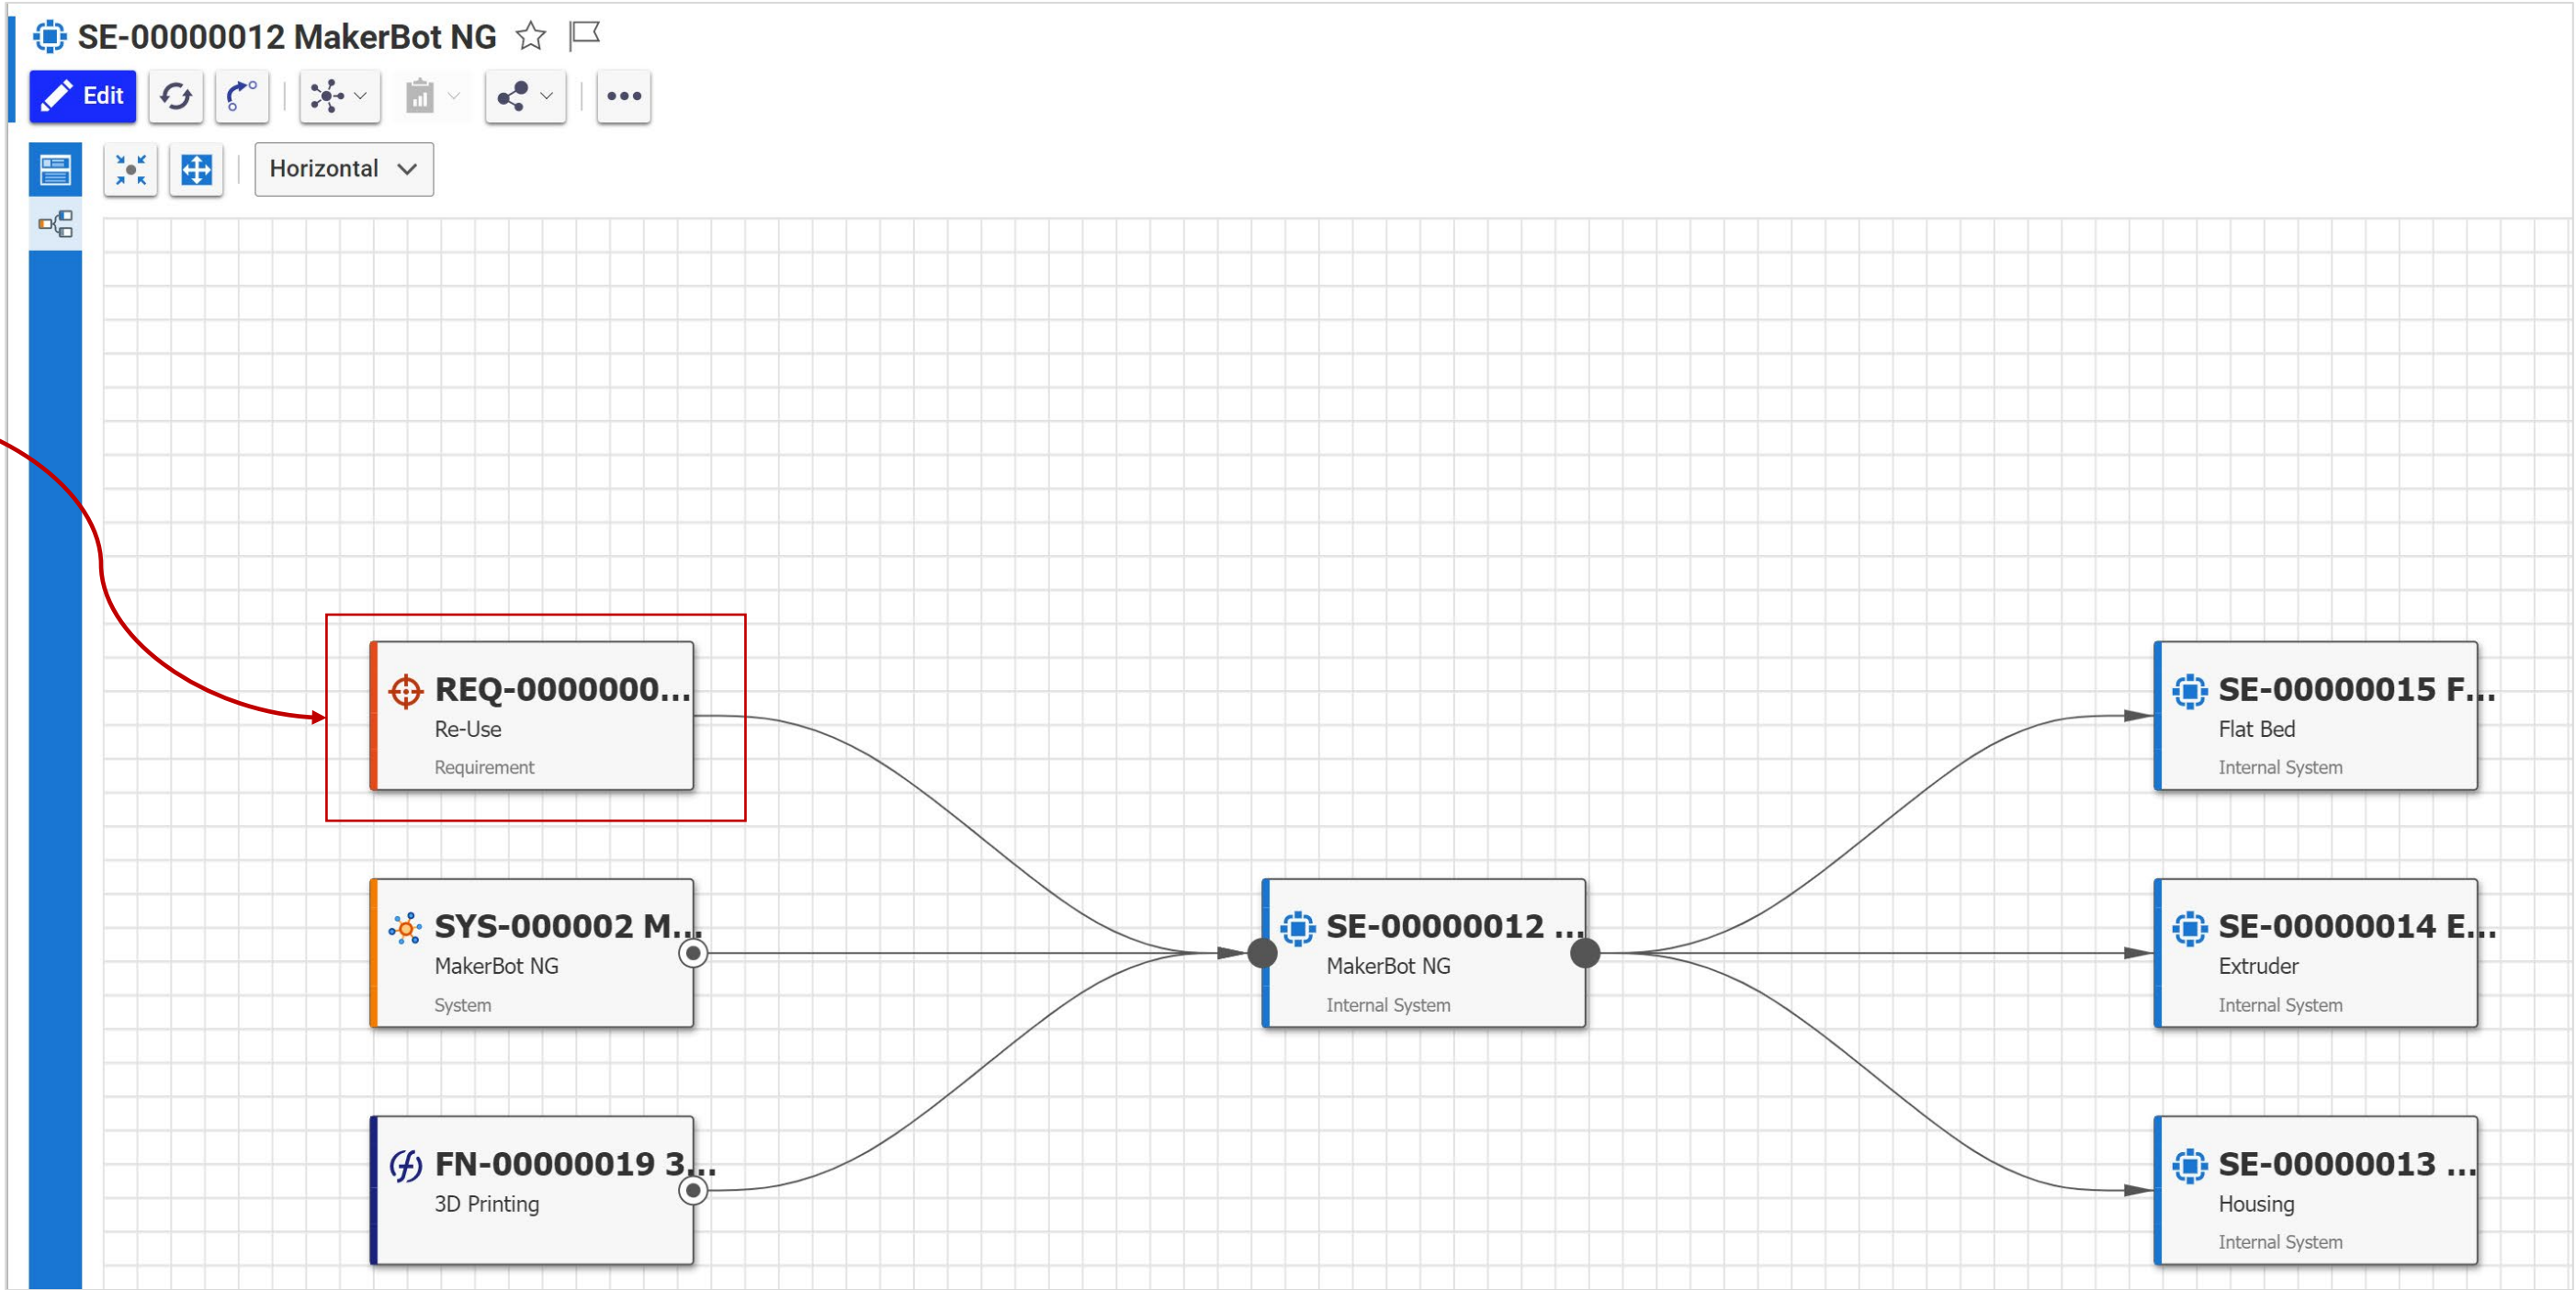 SE-00000012 MakerBot NG
Edit
Horizontal
REQ-0000000...
Re-Use
Requirement
SYS-000002 M...
MakerBot NG
System
FN-00000019 3...
3D Printing
SE-00000012 ...
MakerBot NG
Internal System
SE-00000015 F...
Flat Bed
Internal System
SE-00000014 E...
Extruder
Internal System
SE-00000013 ...
Housing
Internal System